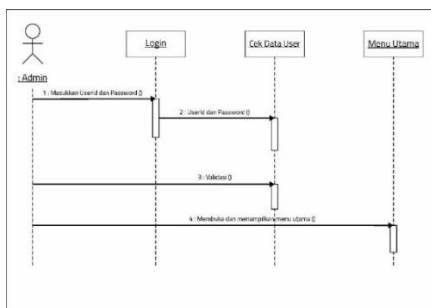 Login
Cek Data User
Menu Utama
: Admin
1 : Masukkan Userid dan Password ()
2 : Userid dan Password ()
3 : Validasi ()
4 : Membuka dan menampilkan menu utama ()